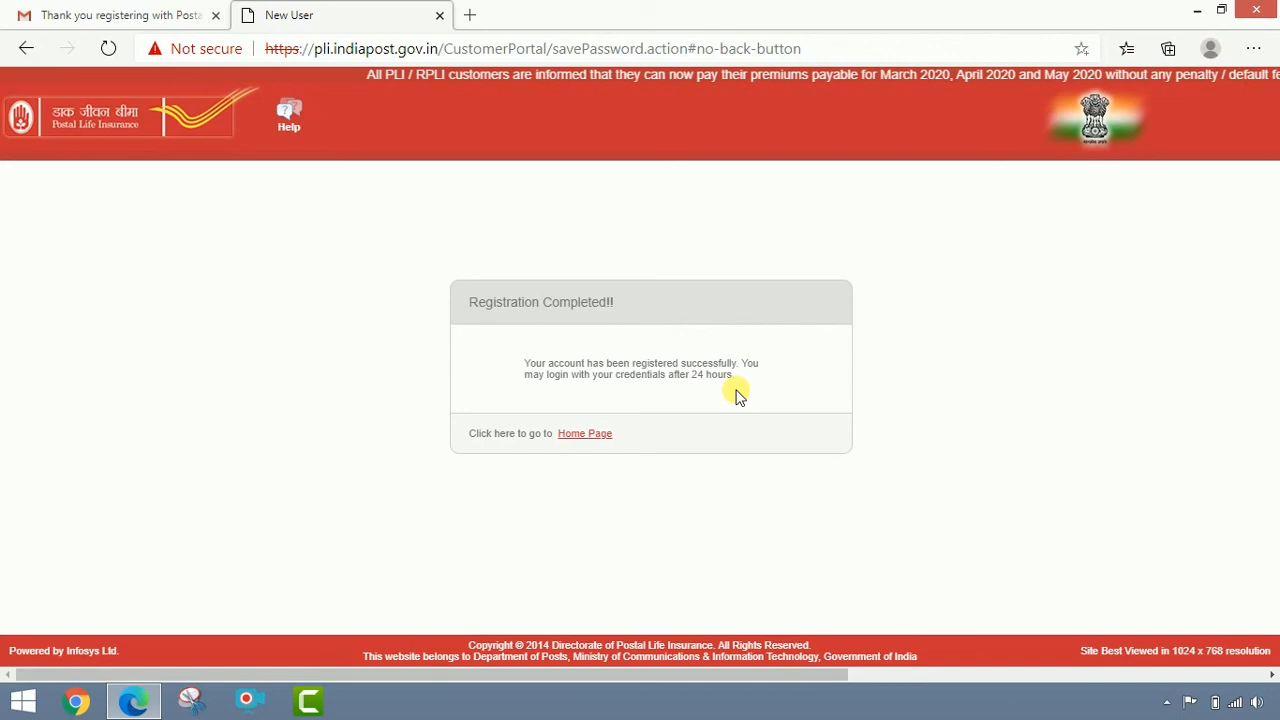 Thank you registering with Posta
New User
Not secure
https://pli.indiapost.gov.in/CustomerPortal/savePassword.action#no-back-button
All PLI / RPLI customers are informed that they can now pay their premiums payable for March 2020, April 2020 and May 2020 without any penalty / default fe
डाक जीवन बीमा
Postal Life Insurance
Help
Registration Completed!!
Your account has been registered successfully. You
may login with your credentials after 24 hours.
Click here to go to Home Page
Powered by Infosys Ltd.
Copyright © 2014 Directorate of Postal Life Insurance. All Rights Reserved.
This website belongs to Department of Posts, Ministry of Communications & Information Technology, Government of India
Site Best Viewed in 1024 x 768 resolution